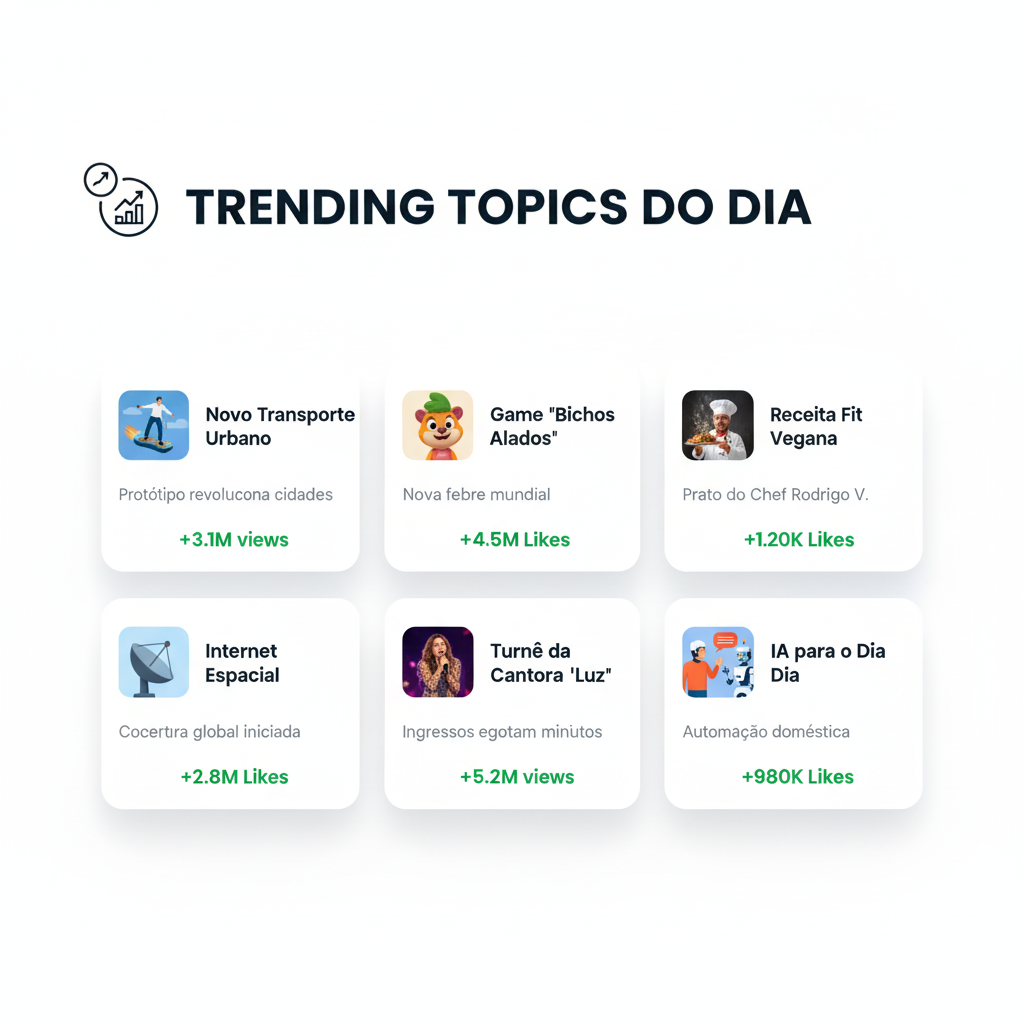 TRENDING TOPICS DO DIA
Novo Transporte
Urbano
Protótipo revolucona cidades
+3.1M views
Game "Bichos
Alados"
Nova febre mundial
+4.5M Likes
Receita Fit
Vegana
Prato do Chef Rodrigo V.
+1.20K Likes
Internet
Espacial
global iniciada
+2.8M Likes
Turnê da
Cantora 'Luz"
Ingressos egotam minutos
+5.2M views
IA para o Dia
Dia
Automação doméstica
+980K Likes